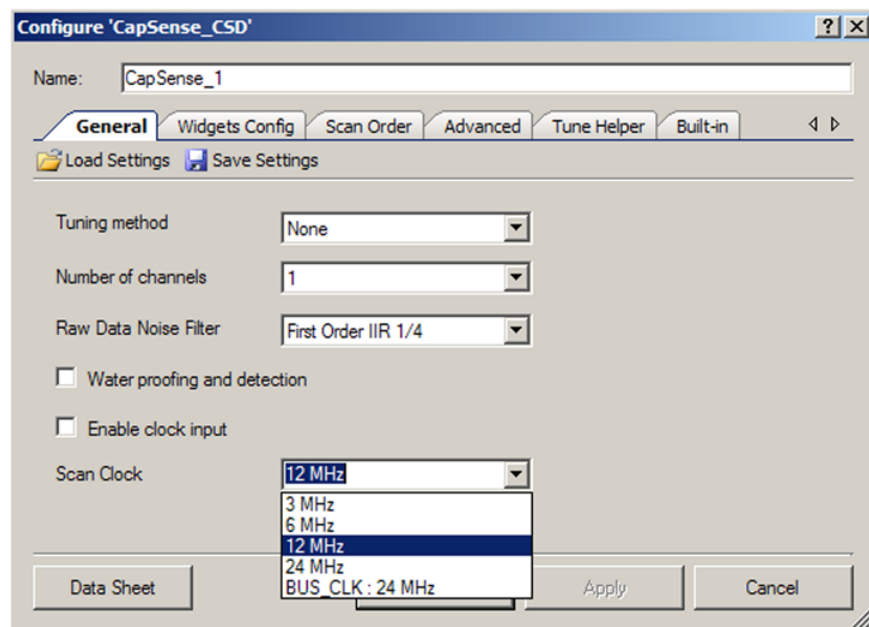 Configure 'CapSense_CSD'
Name: CapSense_1
General Widgets Config Scan Order Advanced Tune Helper Built-in
Load Settings Save Settings
Tuning method None
Number of channels 1
Raw Data Noise Filter First Order IIR 1/4
Water proofing and detection
Enable clock input
Scan Clock 12 MHz
3 MHz
6 MHz
12 MHz
24 MHz
BUS_CLK : 24 MHz
Data Sheet Apply Cancel